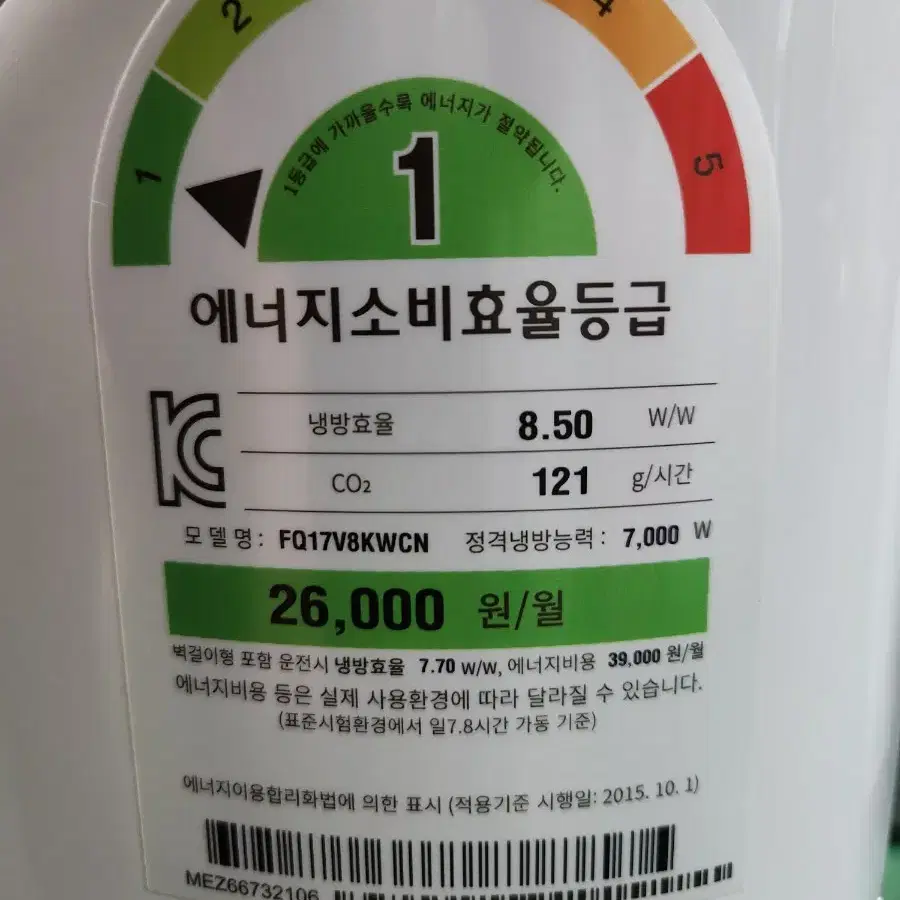 2
4
1
5
1등급에 가까울수록 에너지가 절약됩니다.
1
에너지소비효율등급
KC
냉방효율 8.50 W/W
CO₂ 121 g/시간
모델명: FQ17V8KWCN 정격냉방능력: 7,000 W
26,000 원/월
벽걸이형 포함 운전시 냉방효율 7.70 W/W, 에너지비용 39,000 원/월
에너지비용 등은 실제 사용환경에 따라 달라질 수 있습니다.
(표준시험환경에서 일7.8시간 가동 기준)
에너지이용합리화법에 의한 표시 (적용기준 시행일: 2015. 10. 1)
MEZ66732106